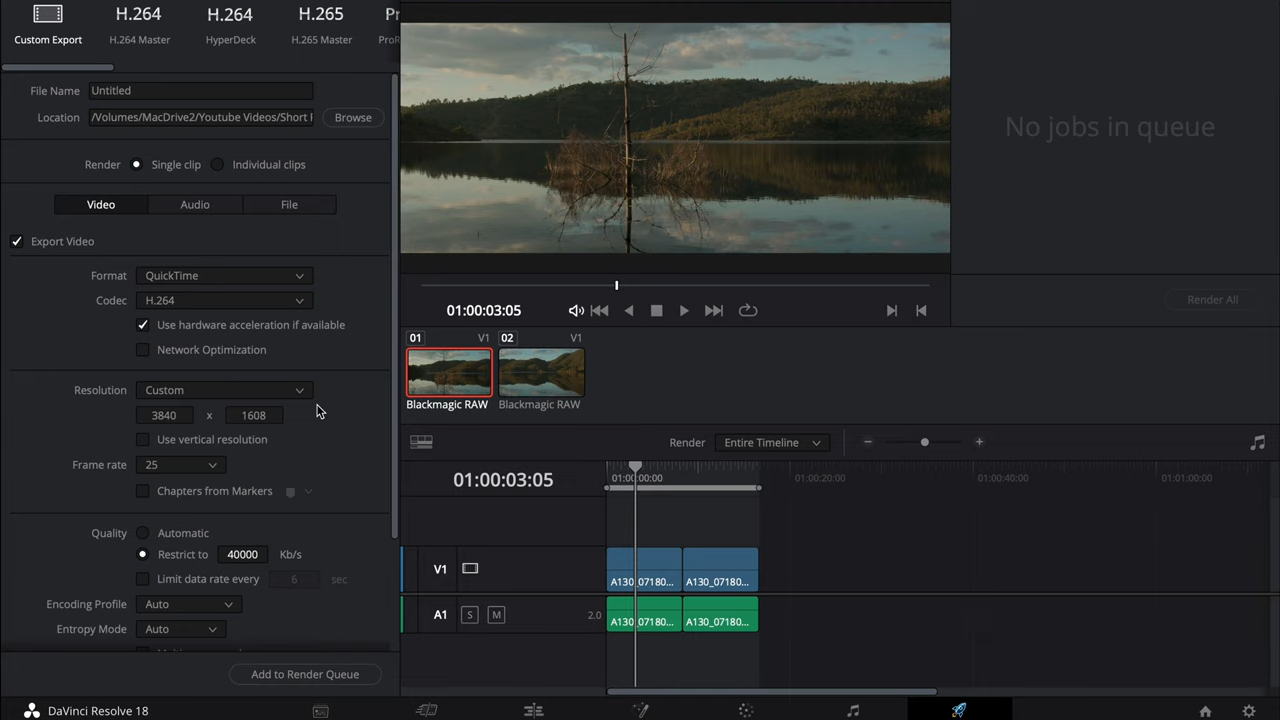 H.264
H.264
H.265
Pr
Custom Export
H.264 Master
HyperDeck
H.265 Master
ProR
File Name
Untitled
Location
/Volumes/MacDrive2/Youtube Videos/Short F
Browse
Render
Single clip
Individual clips
Video
Audio
File
Export Video
Format
QuickTime
Codec
H.264
Use hardware acceleration if available
Network Optimization
Resolution
Custom
3840
x
1608
Use vertical resolution
Frame rate
25
Chapters from Markers
Quality
Automatic
Restrict to
40000
Kb/s
Limit data rate every
6
sec
Encoding Profile
Auto
Entropy Mode
Auto
Add to Render Queue
01:00:03:05
01
V1
02
V1
Blackmagic RAW
Blackmagic RAW
Render
Entire Timeline
01:00:03:05
01:00:00:00
01:00:20:00
01:00:40:00
01:01:00:00
V1
A130_07180...
A130_07180...
A1
S
M
2.0
A130_07180...
A130_07180...
No jobs in queue
Render All
DaVinci Resolve 18